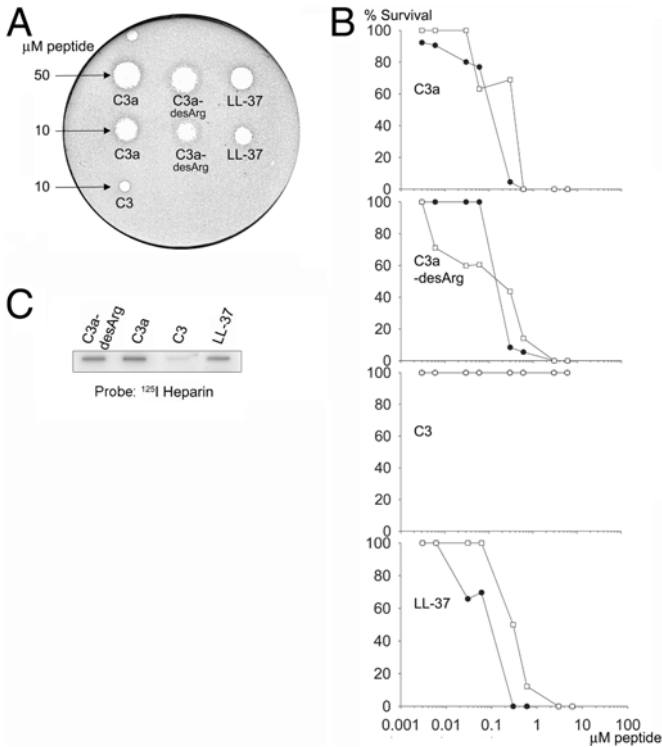 A
µM peptide
50
C3a
C3a-
desArg
LL-37
10
C3a
C3a-
desArg
LL-37
10
C3
C
C3a-
desArg
C3a
C3
LL-37
Probe: ¹²⁵I Heparin
B
% Survival
100
80
60
40
20
0
C3a
100
80
60
40
20
0
C3a
-desArg
100
80
60
40
20
0
C3
100
80
60
40
20
0
LL-37
0.001
0.01
0.1
1
10
100
µM peptide